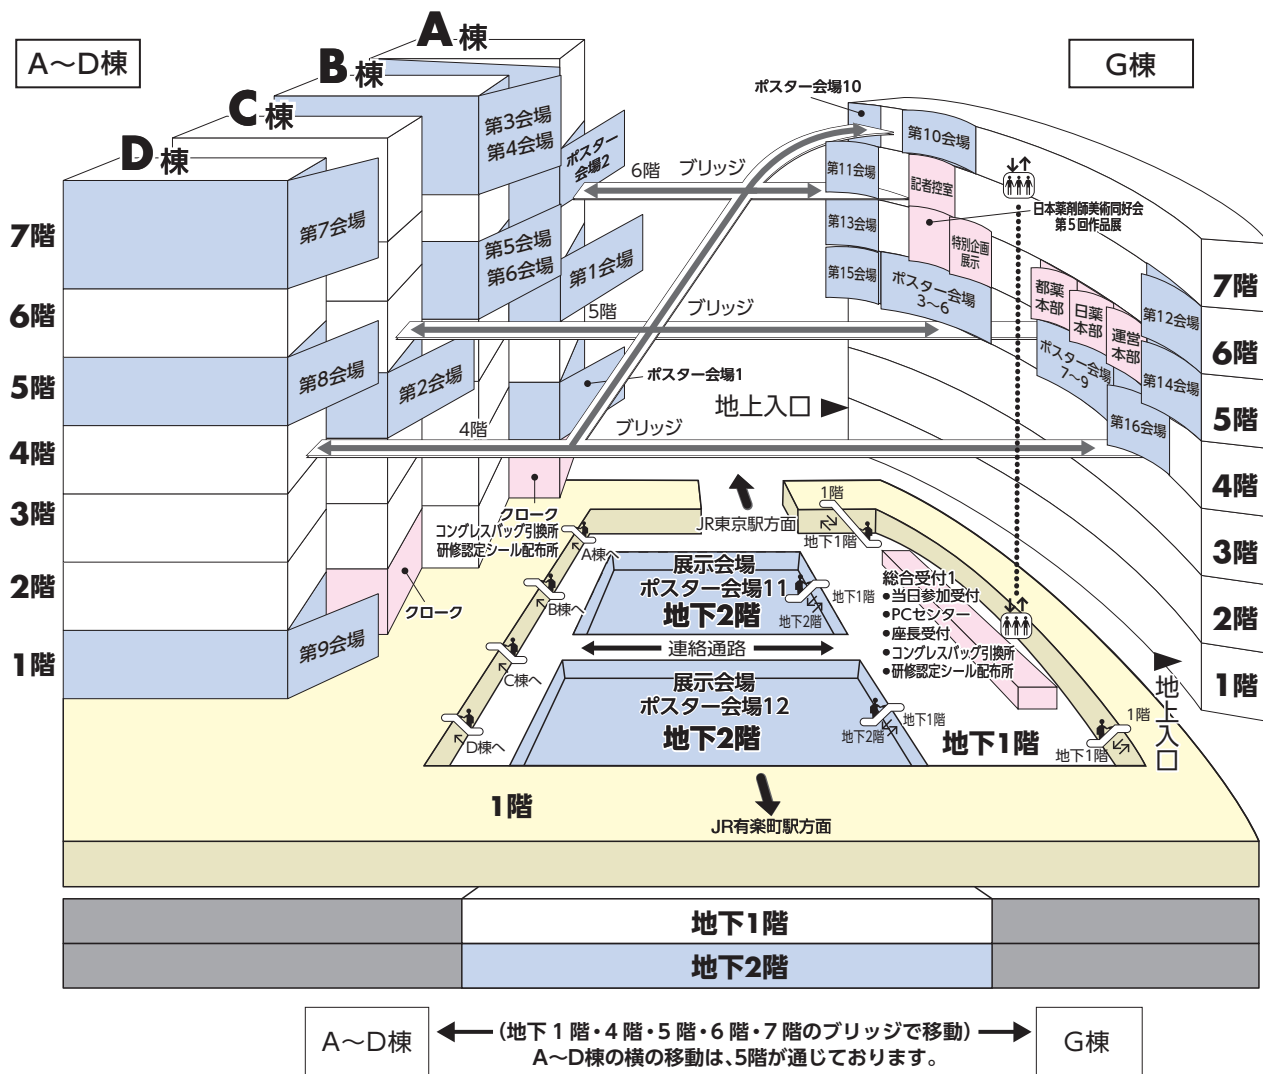 A〜D棟
G棟
A棟
B棟
C棟
D棟
第3会場
第4会場
ポスター
会場2
第7会場
第5会場
第6会場
第1会場
第8会場
第2会場
ポスター会場1
第9会場
7階
6階
5階
4階
3階
2階
1階
6階 ブリッジ
5階 ブリッジ
4階 ブリッジ
ポスター会場10
第10会場
第11会場
記者控室
日本薬剤師美術同好会
第5回作品展
第13会場
特別企画
展示
第15会場
ポスター会場
3〜6
都薬
本部
日薬
本部
運営
本部
第12会場
ポスター会場
7〜9
第14会場
第16会場
7階
6階
5階
4階
3階
2階
1階
地上入口
地上入口
クローク
コングレスバッグ引換所
研修認定シール配布所
クローク
A棟へ
B棟へ
C棟へ
D棟へ
JR東京駅方面
1階
地下1階
展示会場
ポスター会場11
地下2階
地下1階
地下2階
連絡通路
展示会場
ポスター会場12
地下2階
地下1階
地下2階
総合受付1
●当日参加受付
●PCセンター
●座長受付
●コングレスバッグ引換所
●研修認定シール配布所
地下1階
1階
地下1階
1階
JR有楽町駅方面
地下1階
地下2階
A〜D棟
(地下1階・4階・5階・6階・7階のブリッジで移動)
A〜D棟の横の移動は、5階が通じております。
G棟